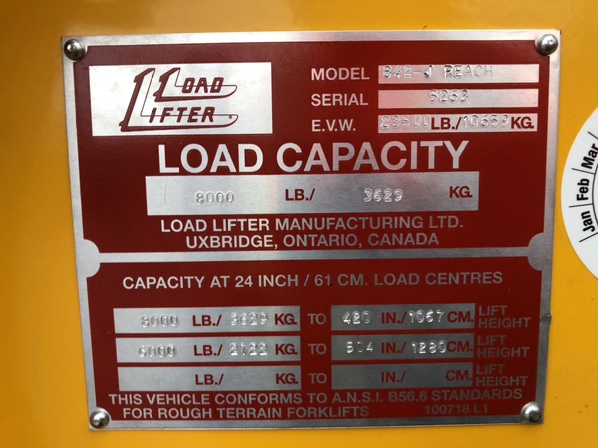 LOAD
LIFTER
MODEL REACH
SERIAL
E.V.W. 23500 LB./10659 KG.
LOAD CAPACITY
8000 LB./ 3629 KG.
LOAD LIFTER MANUFACTURING LTD.
UXBRIDGE, ONTARIO, CANADA
CAPACITY AT 24 INCH / 61 CM. LOAD CENTRES
8000 LB./ 3629 KG. TO 420 IN./1067 CM. LIFT HEIGHT
6000 LB./ 2722 KG. TO 504 IN./1280 CM. LIFT HEIGHT
LB./ KG. TO IN./ CM. LIFT HEIGHT
THIS VEHICLE CONFORMS TO A.N.S.I. B56.6 STANDARDS
FOR ROUGH TERRAIN FORKLIFTS 100718 L1
Jan Feb Mar